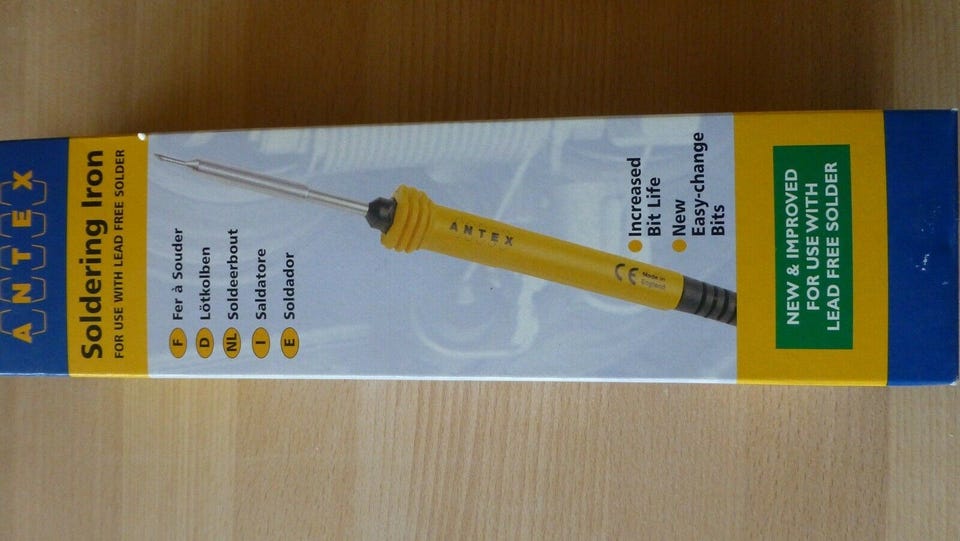 ANTEX
Soldering Iron
FOR USE WITH LEAD FREE SOLDER
F Fer à Souder
D Lötkolben
NL Solderbout
I Saldatore
E Soldador
ANTEX
CE Made in
England
Increased
Bit Life
New
Easy-change
Bits
NEW & IMPROVED
FOR USE WITH
LEAD FREE SOLDER